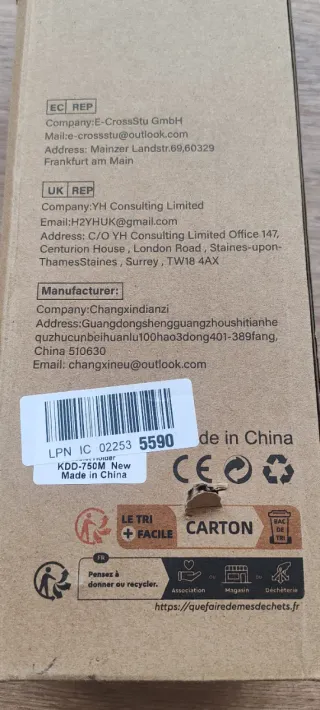 EC REP
Company:E-CrossStu GmbH
Mail:e-crossstu@outlook.com
Address: Mainzer Landstr.69,60329
Frankfurt am Main
UK REP
Company:YH Consulting Limited
Email:H2YHUK@gmail.com
Address: C/O YH Consulting Limited Office 147,
Centurion House , London Road , Staines-upon-
ThamesStaines , Surrey , TW18 4AX
Manufacturer:
Company:Changxindianzi
Address:Guangdongshengguangzhoushitianhe
quzhucunbeihuanlu100hao3dong401-389fang,
China 510630
Email: changxineu@outlook.com
LPN IC 02253 5590
de in China
KDD-750M New
Made in China
CE
LE TRI
+ FACILE
CARTON
BAC
DE
TRI
FR
Pensez à
donner ou recycler.
Association
Magasin
Déchèterie
https://quefairedemesdechets.fr